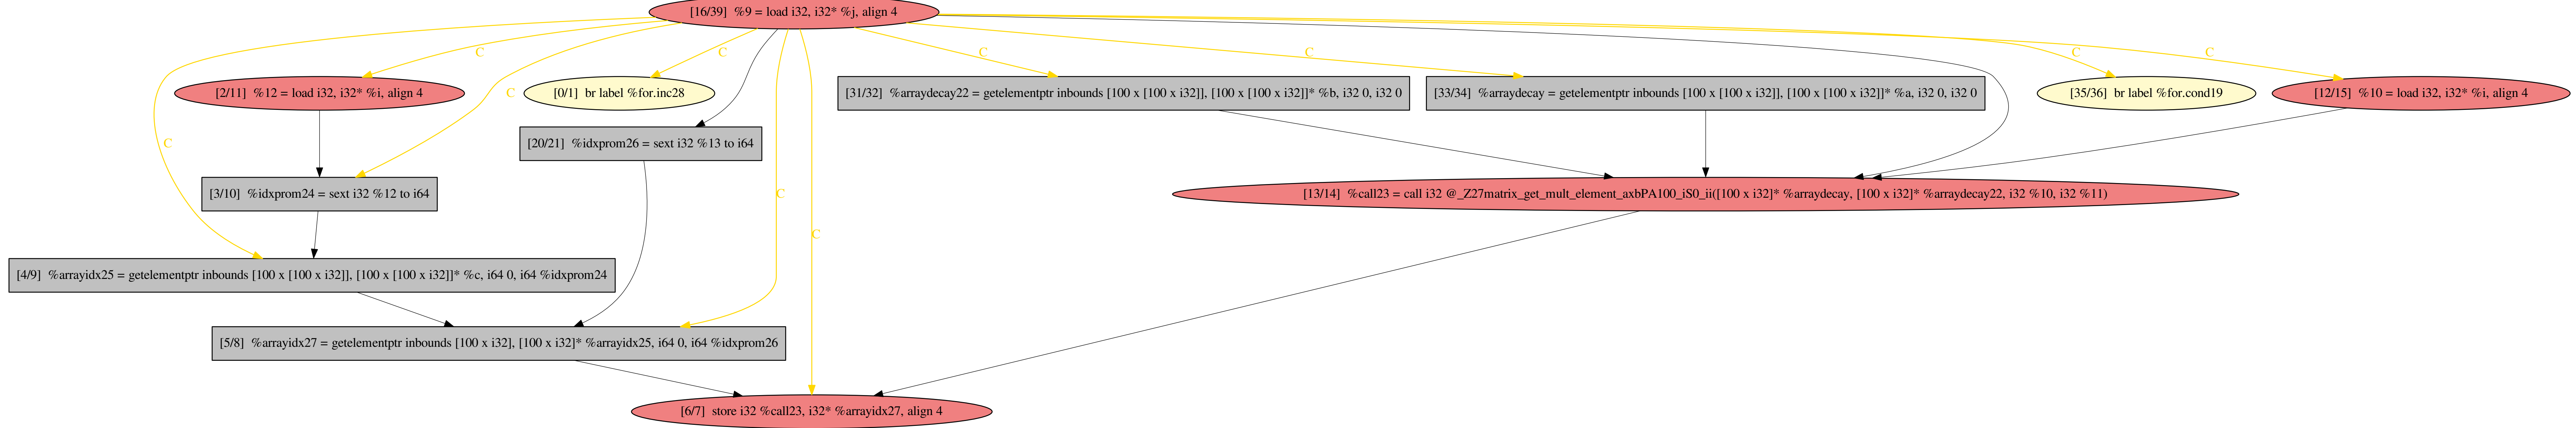 [16/39]  %9 = load i32, i32* %j, align 4
C
C
C
C
C
C
C
[2/11]  %12 = load i32, i32* %i, align 4
[0/1]  br label %for.inc28
[31/32]  %arraydecay22 = getelementptr inbounds [100 x [100 x i32]], [100 x [100 x i32]]* %b, i32 0, i32 0
[33/34]  %arraydecay = getelementptr inbounds [100 x [100 x i32]], [100 x [100 x i32]]* %a, i32 0, i32 0
[35/36]  br label %for.cond19
[12/15]  %10 = load i32, i32* %i, align 4
C
[20/21]  %idxprom26 = sext i32 %13 to i64
[3/10]  %idxprom24 = sext i32 %12 to i64
C
[13/14]  %call23 = call i32 @_Z27matrix_get_mult_element_axbPA100_iS0_ii([100 x i32]* %arraydecay, [100 x i32]* %arraydecay22, i32 %10, i32 %11)
C
[4/9]  %arrayidx25 = getelementptr inbounds [100 x [100 x i32]], [100 x [100 x i32]]* %c, i64 0, i64 %idxprom24
[5/8]  %arrayidx27 = getelementptr inbounds [100 x i32], [100 x i32]* %arrayidx25, i64 0, i64 %idxprom26
[6/7]  store i32 %call23, i32* %arrayidx27, align 4